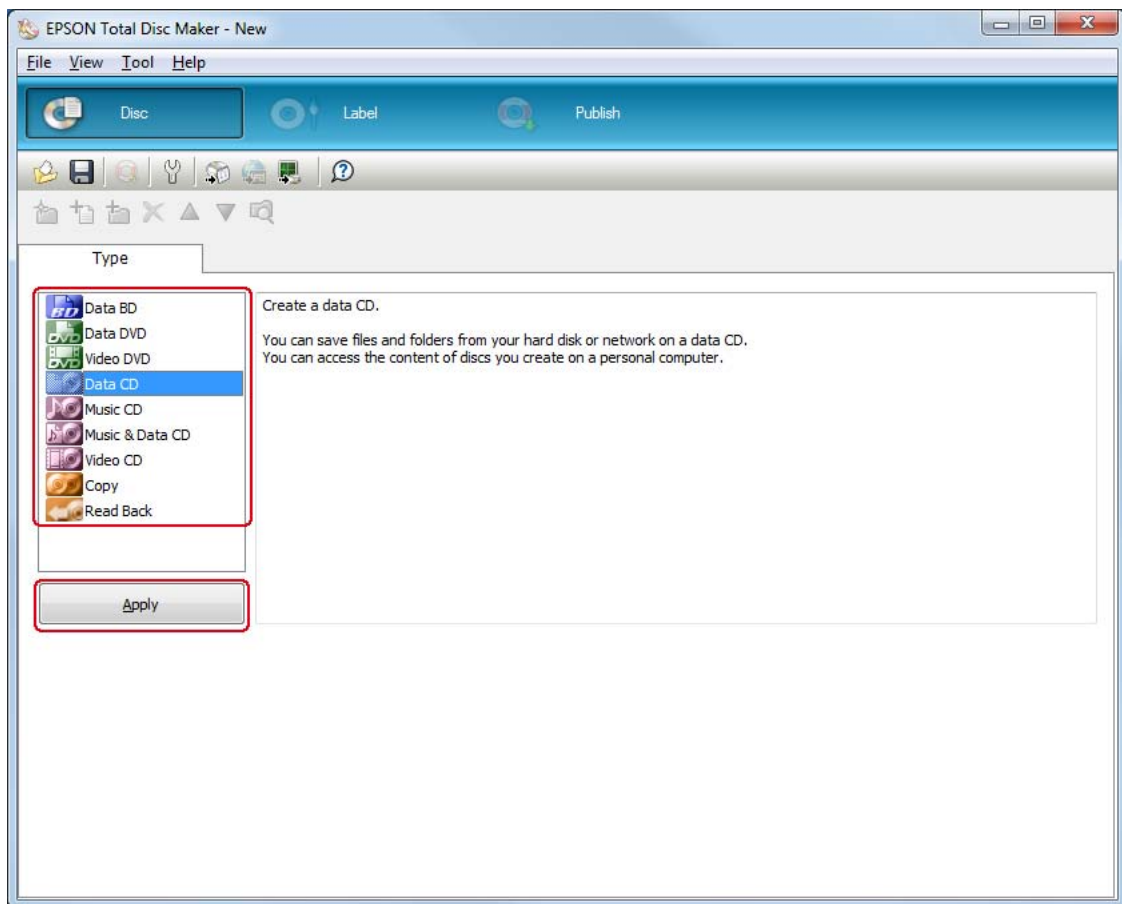 EPSON Total Disc Maker - New
File View Tool Help
Disc Label Publish
Type
Data BD
Data DVD
Video DVD
Data CD
Music CD
Music & Data CD
Video CD
Copy
Read Back
Apply
Create a data CD.
You can save files and folders from your hard disk or network on a data CD.
You can access the content of discs you create on a personal computer.